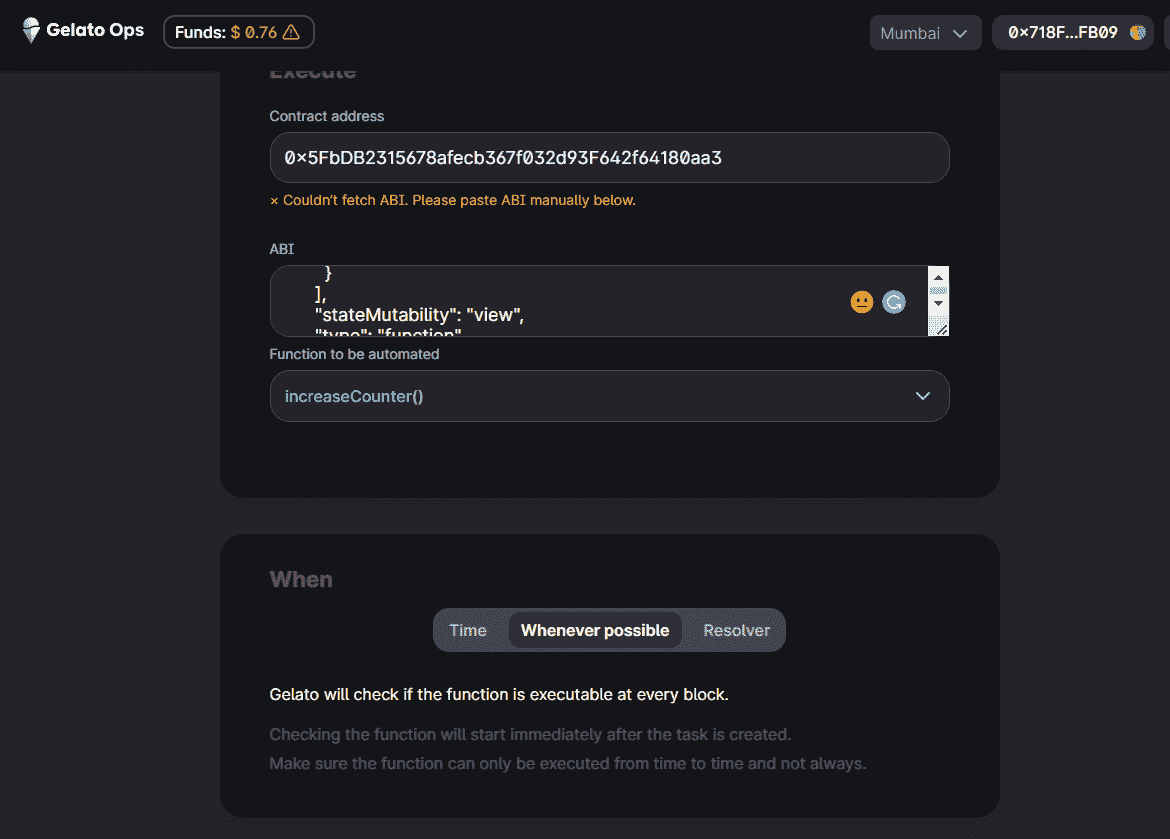 Gelato Ops
Funds: $ 0.76
Mumbai
0x718F...FB09
Execute
Contract address
0x5FbDB2315678afecb367f032d93F642f64180aa3
× Couldn't fetch ABI. Please paste ABI manually below.
ABI
}
],
"stateMutability": "view",
"type": "function"
Function to be automated
increaseCounter()
When
Time
Whenever possible
Resolver
Gelato will check if the function is executable at every block.
Checking the function will start immediately after the task is created.
Make sure the function can only be executed from time to time and not always.